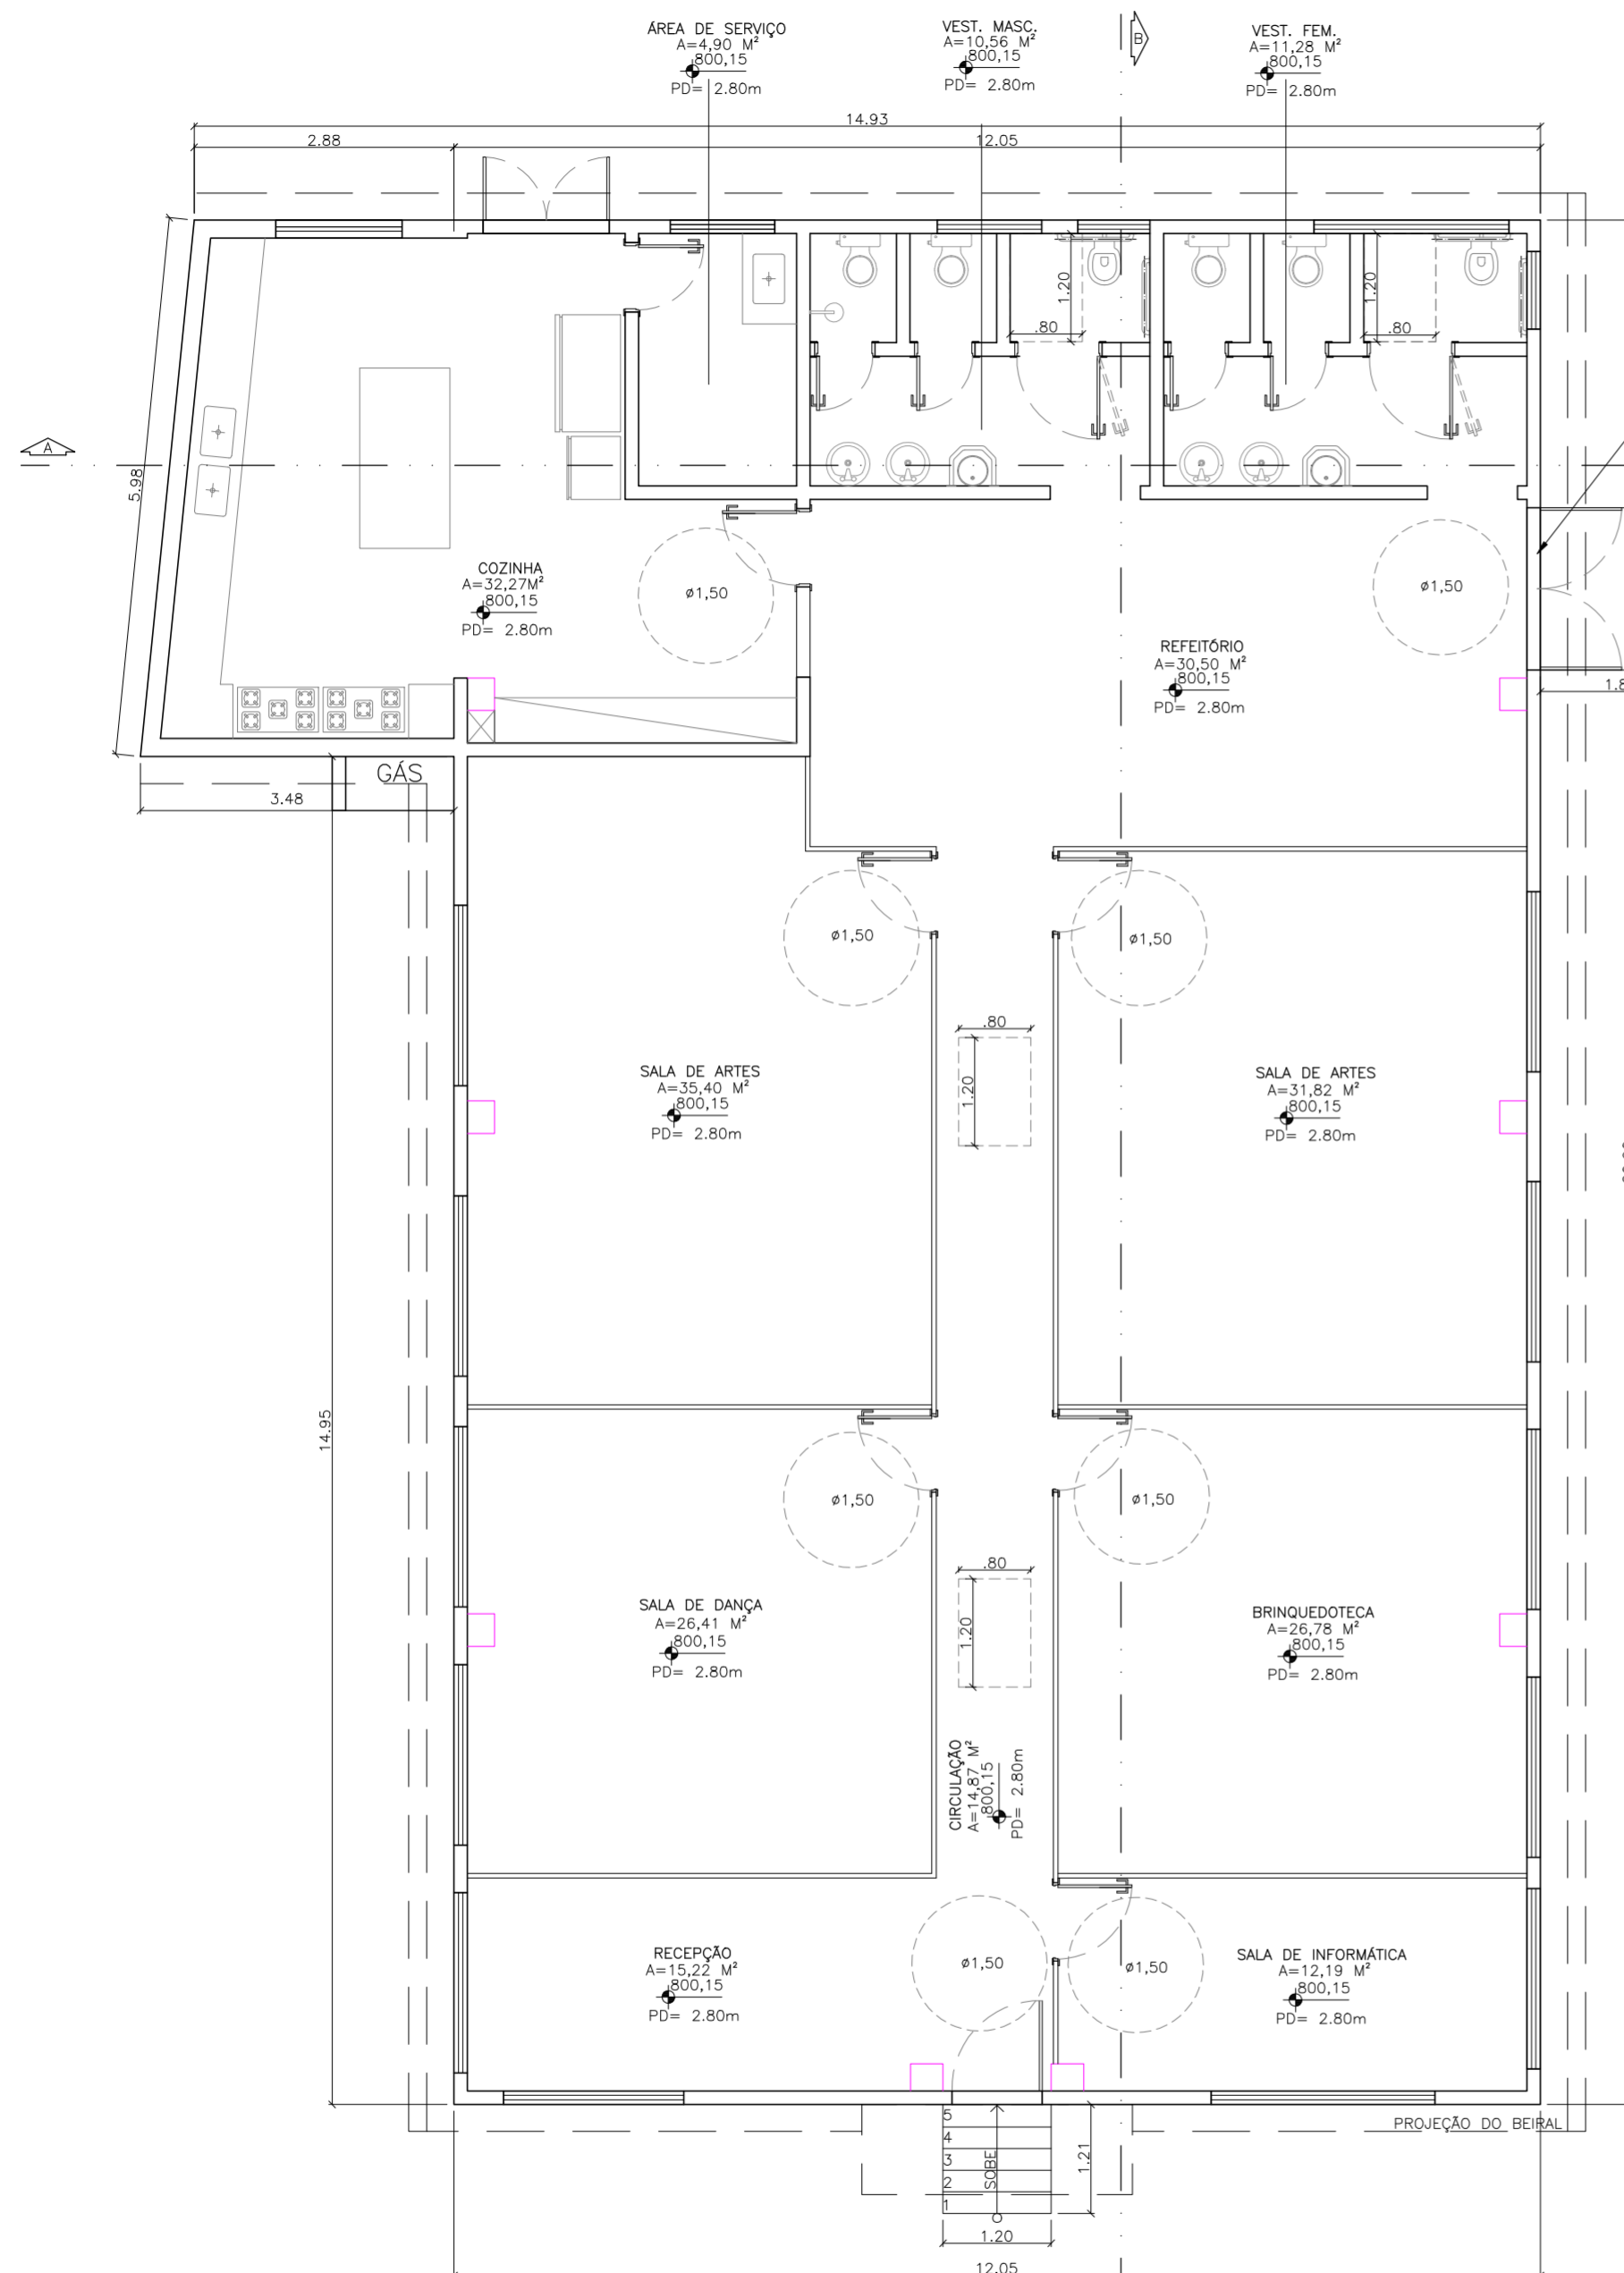 ÁREA DE SERVIÇO
A=4,90 M²
800,15
PD= 2.80m
VEST. MASC.
A=10,56 M²
800,15
PD= 2.80m
B
VEST. FEM.
A=11,28 M²
800,15
PD= 2.80m
14.93
2.88
12.05
1.20
.80
1.20
.80
A
5.98
COZINHA
A=32,27M²
800,15
PD= 2.80m
ø1,50
ø1,50
REFEITÓRIO
A=30,50 M²
800,15
PD= 2.80m
GÁS
3.48
ø1,50
ø1,50
.80
1.20
SALA DE ARTES
A=35,40 M²
800,15
PD= 2.80m
SALA DE ARTES
A=31,82 M²
800,15
PD= 2.80m
14.95
ø1,50
ø1,50
.80
1.20
SALA DE DANÇA
A=26,41 M²
800,15
PD= 2.80m
BRINQUEDOTECA
A=26,78 M²
800,15
PD= 2.80m
CIRCULAÇÃO
A=14,87 M²
800,15
PD= 2.80m
RECEPÇÃO
A=15,22 M²
800,15
PD= 2.80m
ø1,50
ø1,50
SALA DE INFORMÁTICA
A=12,19 M²
800,15
PD= 2.80m
PROJEÇÃO DO BEIRAL
5
4
3
2
1
SOBE
1.21
1.20
12.05